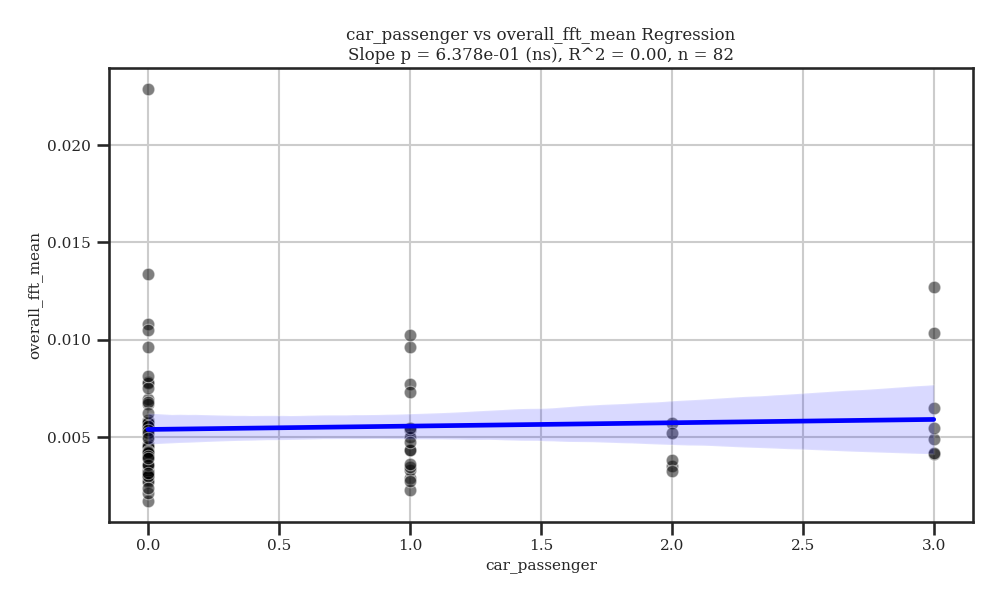 car_passenger vs overall_fft_mean Regression
Slope p = 6.378e-01 (ns), R^2 = 0.00, n = 82
overall_fft_mean
0.020
0.015
0.010
0.005
0.0 0.5 1.0 1.5 2.0 2.5 3.0
car_passenger